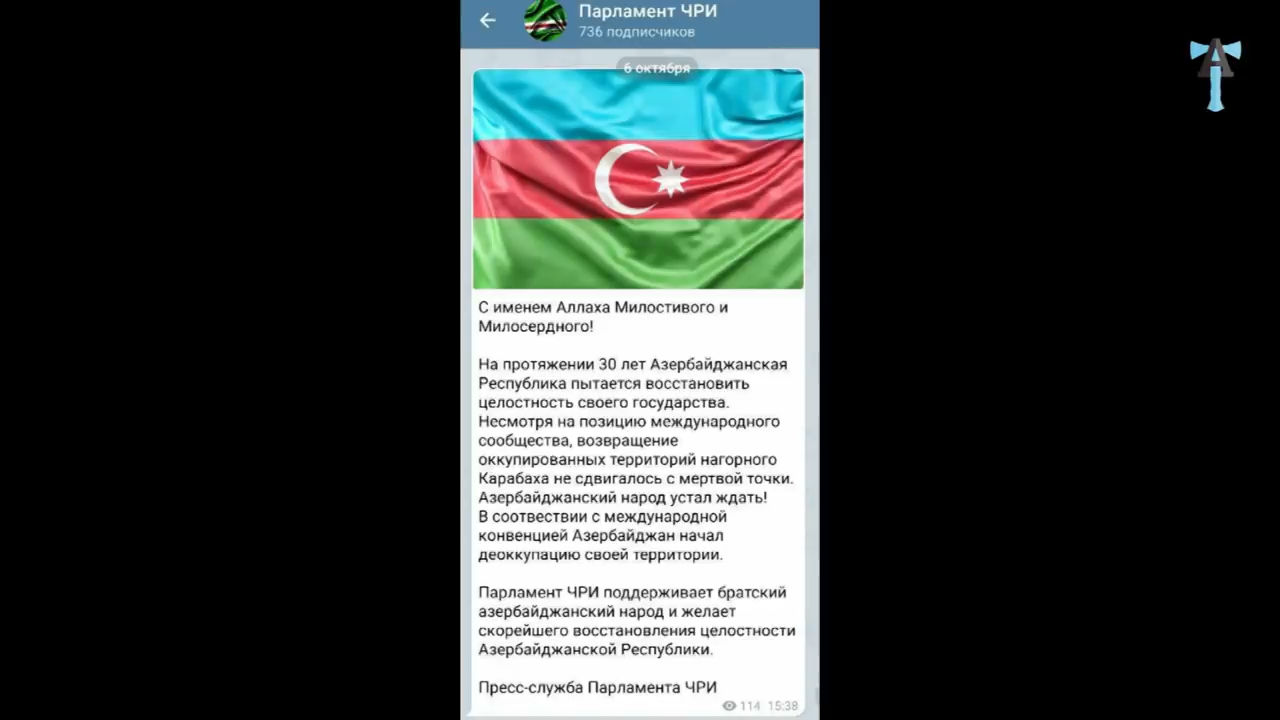 Парламент ЧРИ
736 подписчиков
6 октября
С именем Аллаха Милостивого и
Милосердного!
На протяжении 30 лет Азербайджанская
Республика пытается восстановить
целостность своего государства.
Несмотря на позицию международного
сообщества, возвращение
оккупированных территорий нагорного
Карабаха не сдвигалось с мертвой точки.
Азербайджанский народ устал ждать!
В соотвествии с международной
конвенцией Азербайджан начал
деоккупацию своей территории.
Парламент ЧРИ поддерживает братский
азербайджанский народ и желает
скорейшего восстановления целостности
Азербайджанской Республики.
Пресс-служба Парламента ЧРИ
114 15:38